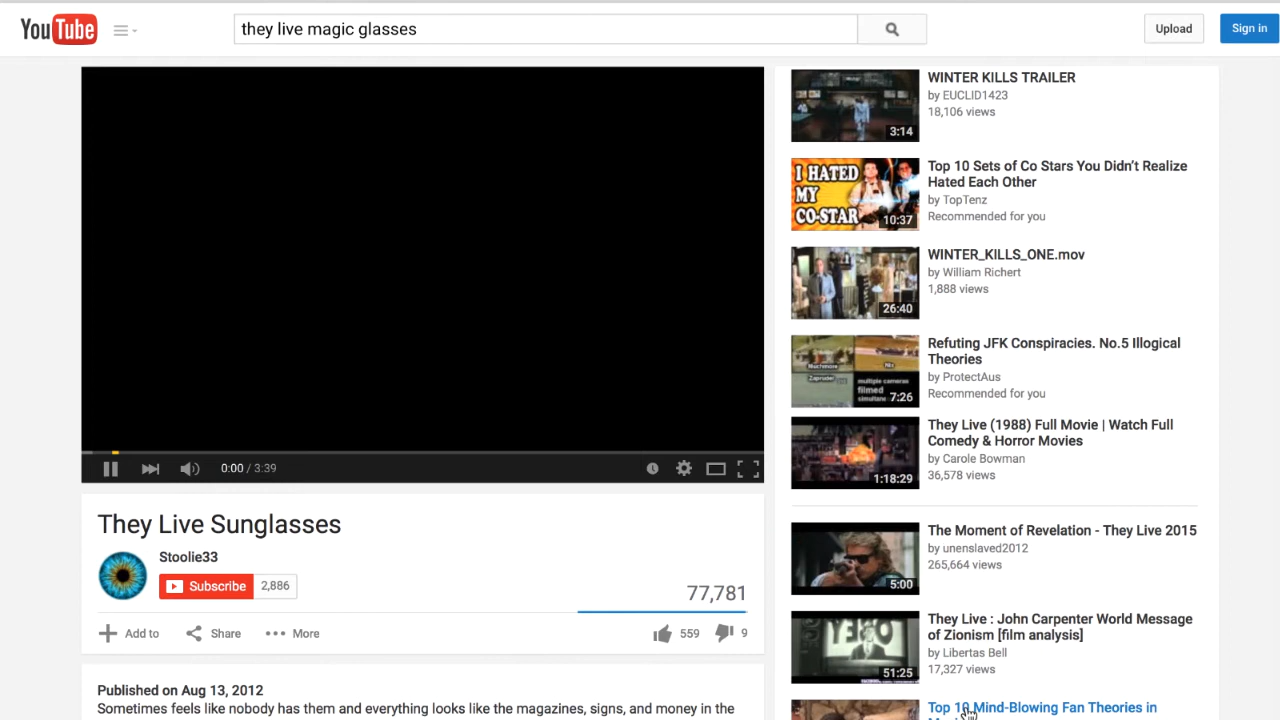 YouTube
they live magic glasses
Upload
Sign in
0:00 / 3:39
They Live Sunglasses
Stoolie33
Subscribe 2,886
77,781
Add to Share More 559 9
Published on Aug 13, 2012
Sometimes feels like nobody has them and everything looks like the magazines, signs, and money in the
WINTER KILLS TRAILER
by EUCLID1423
18,106 views
3:14
Top 10 Sets of Co Stars You Didn't Realize
Hated Each Other
by TopTenz
Recommended for you
I HATED
MY
CO-STAR
10:37
WINTER_KILLS_ONE.mov
by William Richert
1,888 views
26:40
Refuting JFK Conspiracies. No.5 Illogical
Theories
by ProtectAus
Recommended for you
multiple cameras
filmed
7:26
They Live (1988) Full Movie | Watch Full
Comedy & Horror Movies
by Carole Bowman
36,578 views
1:18:29
The Moment of Revelation - They Live 2015
by unenslaved2012
265,664 views
5:00
They Live : John Carpenter World Message
of Zionism [film analysis]
by Libertas Bell
17,327 views
51:25
Top 10 Mind-Blowing Fan Theories in